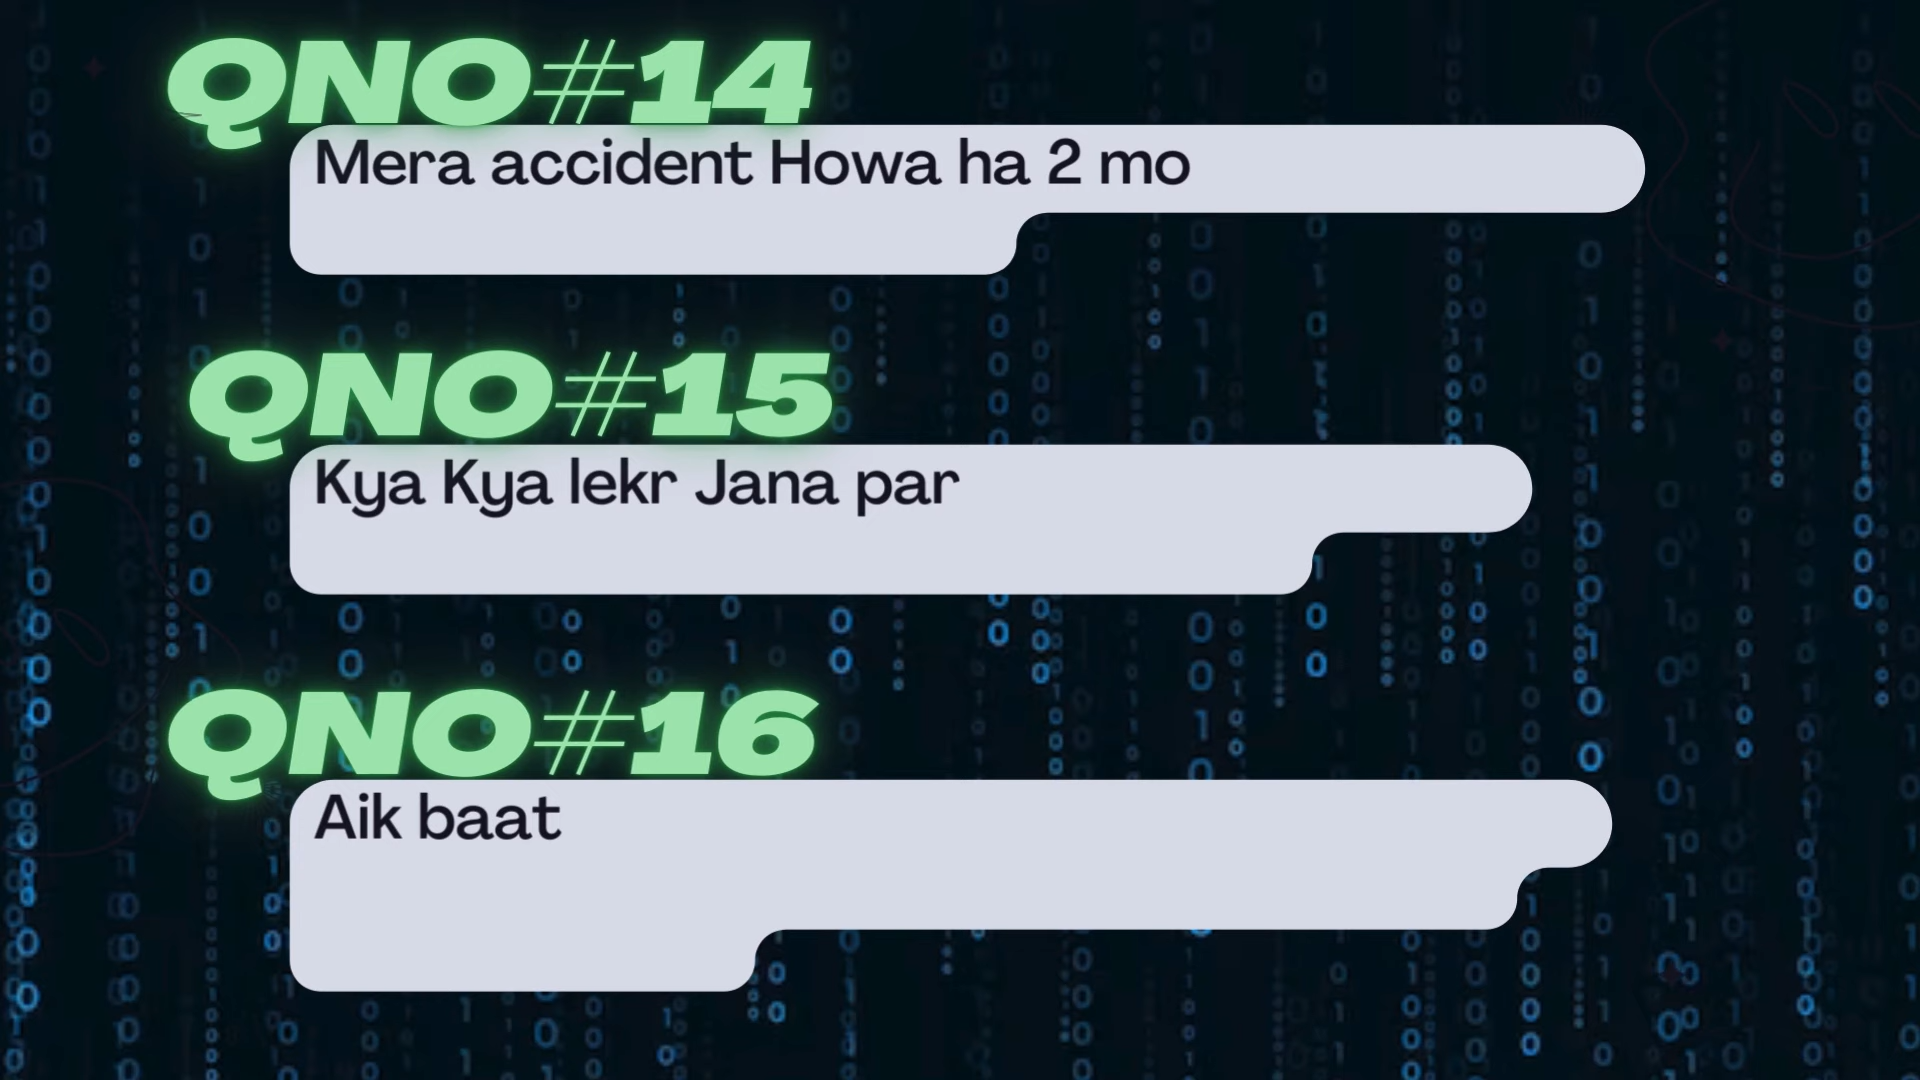 QNO#14
Mera accident Howa ha 2 mo
QNO#15
Kya Kya lekr Jana par
QNO#16
Aik baat